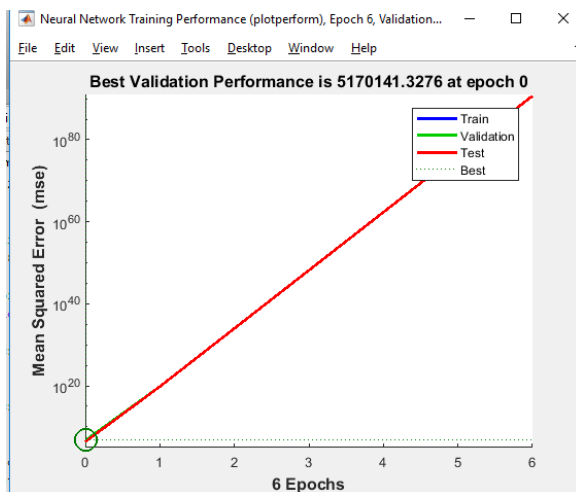 Neural Network Training Performance (plotperform), Epoch 6, Validation...
File Edit View Insert Tools Desktop Window Help
Best Validation Performance is 5170141.3276 at epoch 0
Train
Validation
Test
Best
Mean Squared Error (mse)
10^80
10^60
10^40
10^20
0 1 2 3 4 5 6
6 Epochs